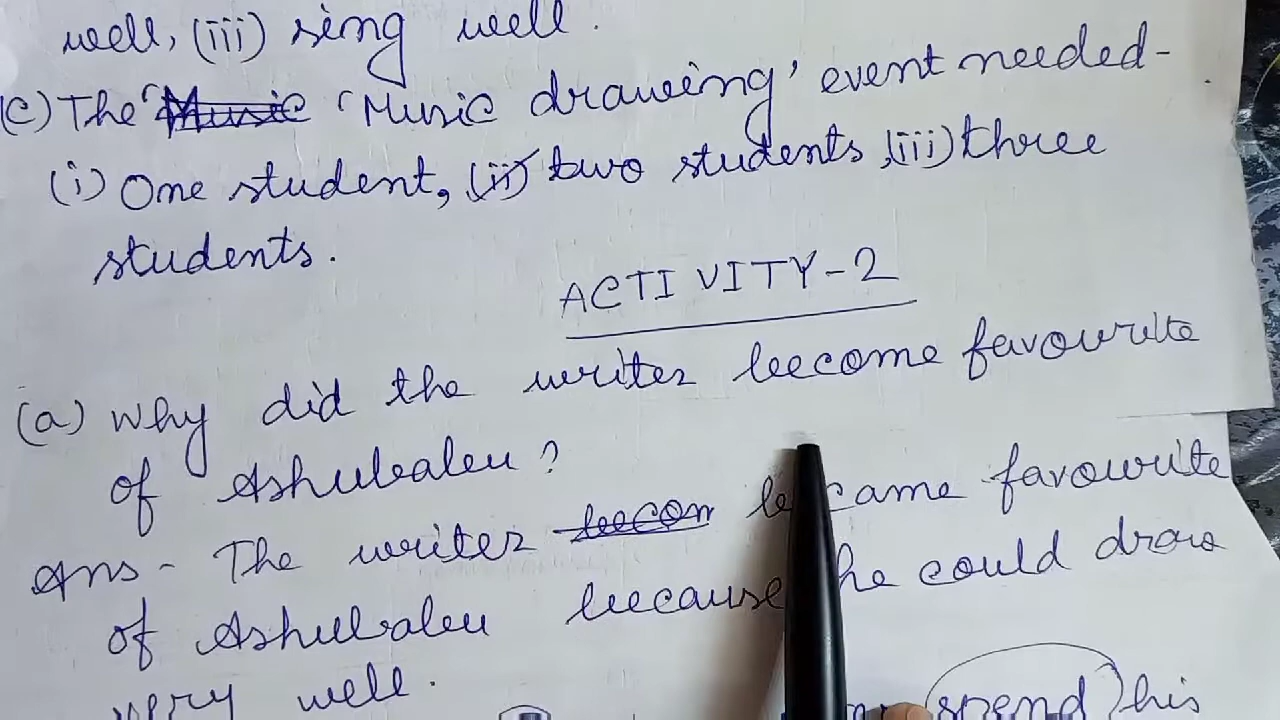 well, (iii) sing well.
(c) The 'Music 'Music drawing' event needed-
(i) One student, (ii) two students, (iii) three
students.
ACTIVITY-2
(a) Why did the writer become favourite
of Ashubabu?
Ans- The writer becom became favourite
of Ashubabu because he could draw
very well.
spend his